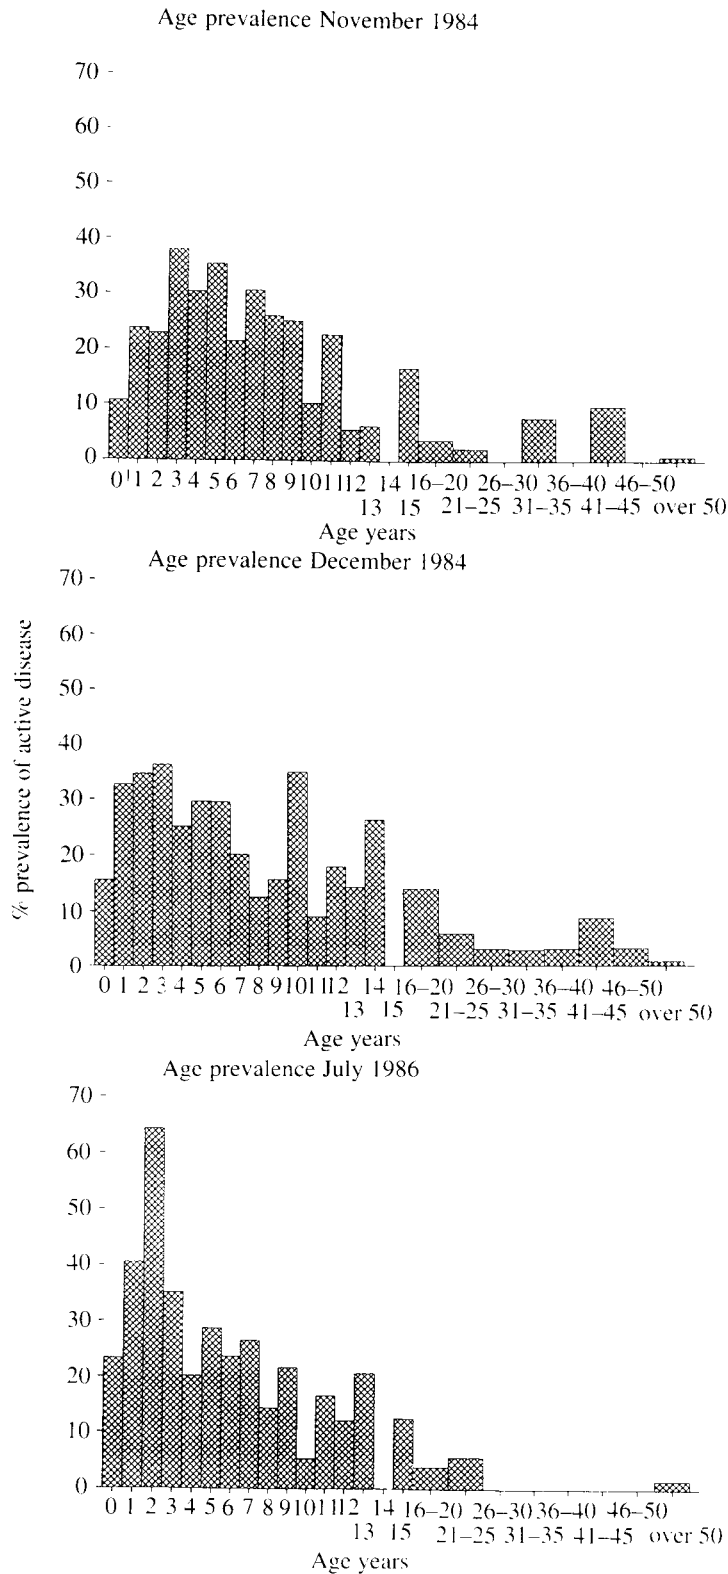 Age prevalence November 1984
70
60
50
40
30
20
10
0
0 1 2 3 4 5 6 7 8 9 10 11 12 14 16–20 26–30 36–40 46–50
13 15 21–25 31–35 41–45 over 50
Age years
Age prevalence December 1984
% prevalence of active disease
70
60
50
40
30
20
10
0
0 1 2 3 4 5 6 7 8 9 10 11 12 14 16–20 26–30 36–40 46–50
13 15 21–25 31–35 41–45 over 50
Age years
Age prevalence July 1986
70
60
50
40
30
20
10
0
0 1 2 3 4 5 6 7 8 9 10 11 12 14 16–20 26–30 36–40 46–50
13 15 21–25 31–35 41–45 over 50
Age years